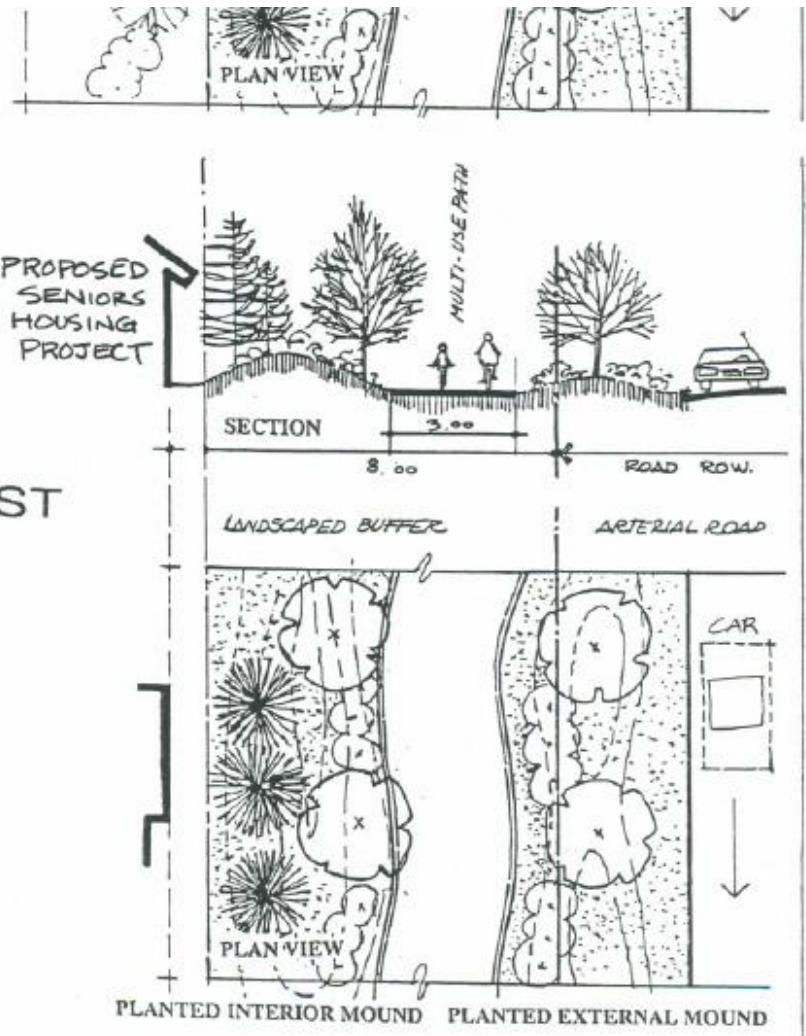 PLAN VIEW
MULTI-USE PATH
PROPOSED
SENIORS
HOUSING
PROJECT
SECTION
3.00
8.00
ROAD ROW.
ST
LANDSCAPED BUFFER
ARTERIAL ROAD
CAR
PLAN VIEW
PLANTED INTERIOR MOUND
PLANTED EXTERNAL MOUND